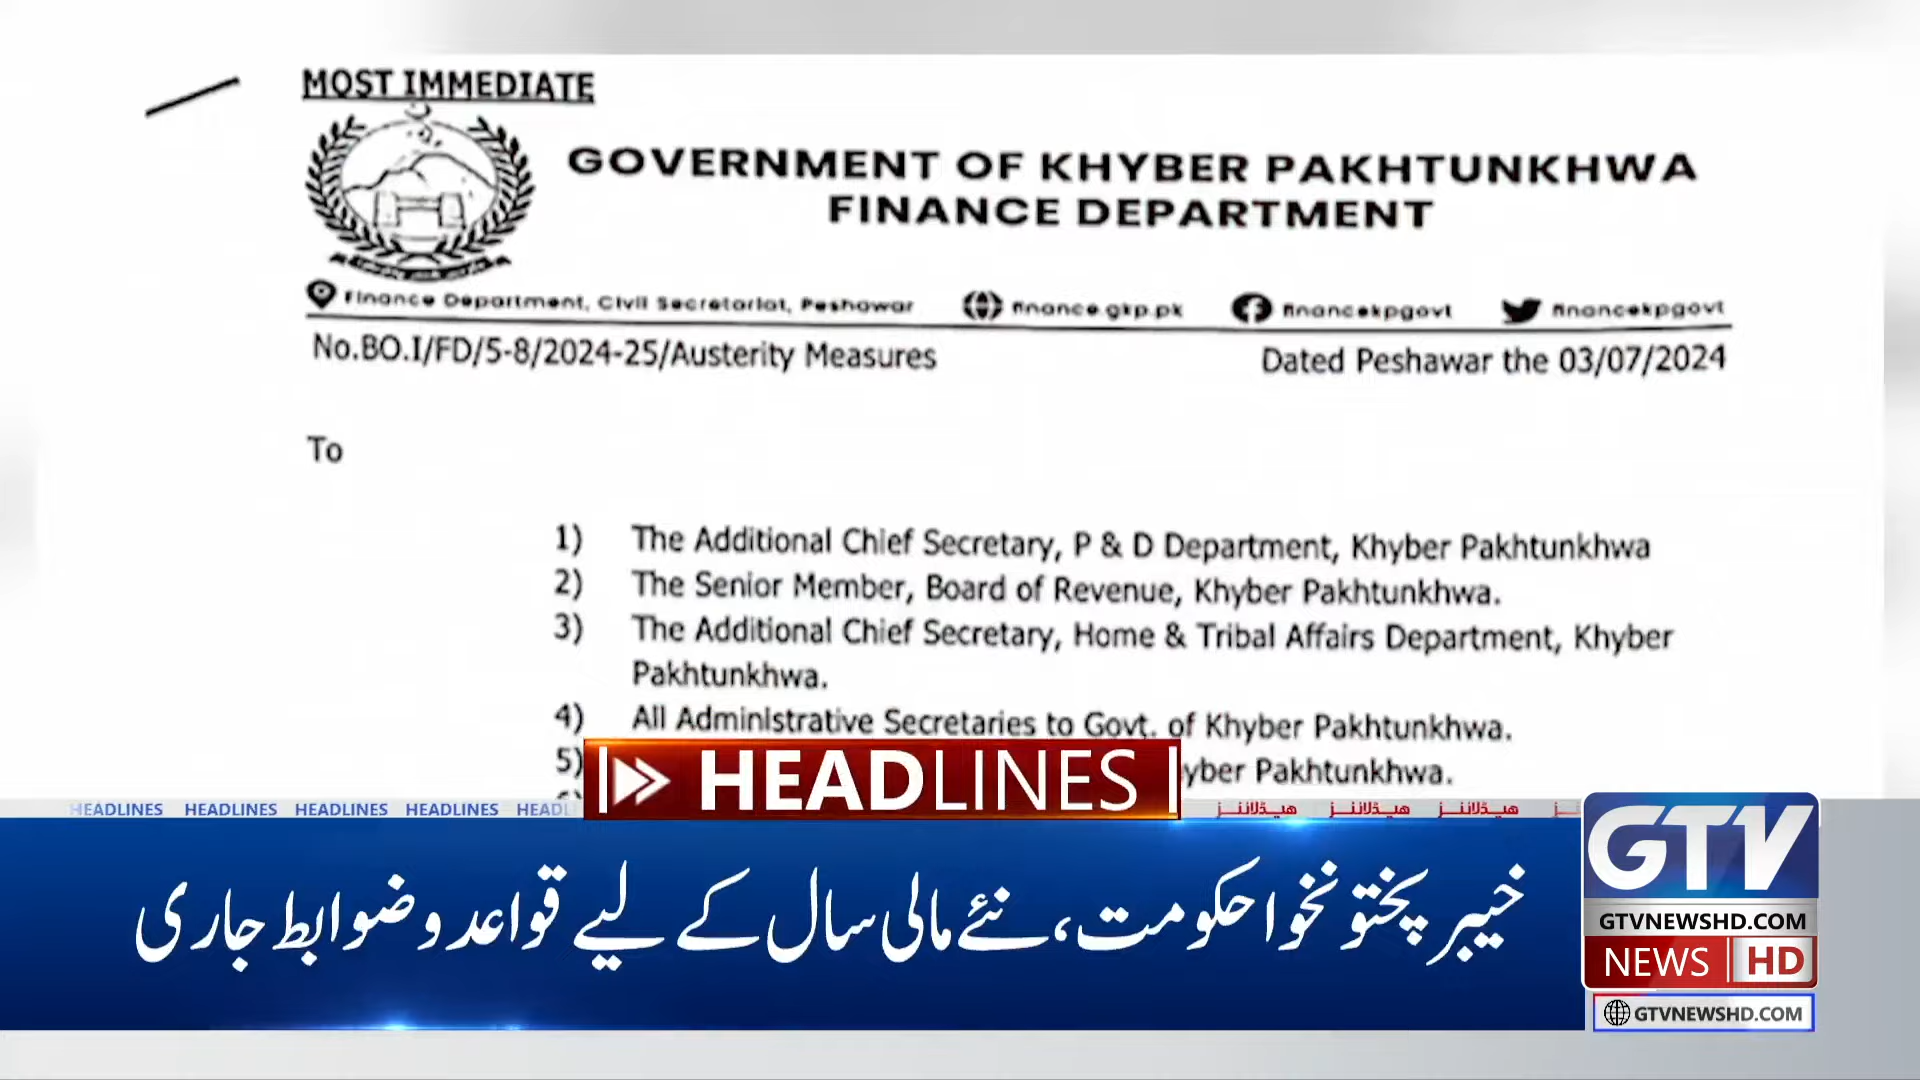 MOST IMMEDIATE
GOVERNMENT OF KHYBER PAKHTUNKHWA
FINANCE DEPARTMENT
Finance Department, Civil Secretariat, Peshawar finance.gkp.pk financekpgovt financekpgovt
No.BO.I/FD/5-8/2024-25/Austerity Measures Dated Peshawar the 03/07/2024
To
1) The Additional Chief Secretary, P & D Department, Khyber Pakhtunkhwa
2) The Senior Member, Board of Revenue, Khyber Pakhtunkhwa.
3) The Additional Chief Secretary, Home & Tribal Affairs Department, Khyber
Pakhtunkhwa.
4) All Administrative Secretaries to Govt. of Khyber Pakhtunkhwa.
5) Pakhtunkhwa.
HEADLINES
HEADLINES HEADLINES HEADLINES HEADLINES HEADL ہیڈلائنز ہیڈلائنز ہیڈلائنز
خیبر پختونخوا حکومت، نئے مالی سال کے لیے قواعد و ضوابط جاری
GTV
GTVNEWSHD.COM
NEWS HD
GTVNEWSHD.COM